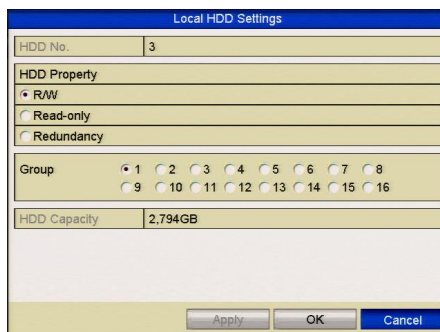 Local HDD Settings
HDD No. 3
HDD Property
R/W
Read-only
Redundancy
Group 1 2 3 4 5 6 7 8
9 10 11 12 13 14 15 16
HDD Capacity 2,794GB
Apply OK Cancel